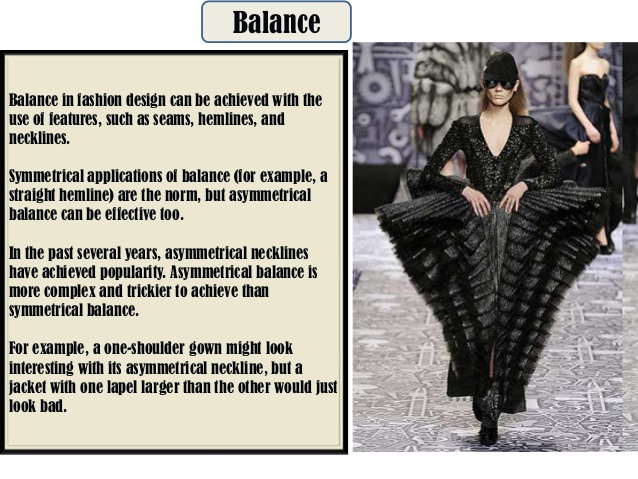 Balance
Balance in fashion design can be achieved with the
use of features, such as seams, hemlines, and
necklines.
Symmetrical applications of balance (for example, a
straight hemline) are the norm, but asymmetrical
balance can be effective too.
In the past several years, asymmetrical necklines
have achieved popularity. Asymmetrical balance is
more complex and trickier to achieve than
symmetrical balance.
For example, a one-shoulder gown might look
interesting with its asymmetrical neckline, but a
jacket with one lapel larger than the other would just
look bad.